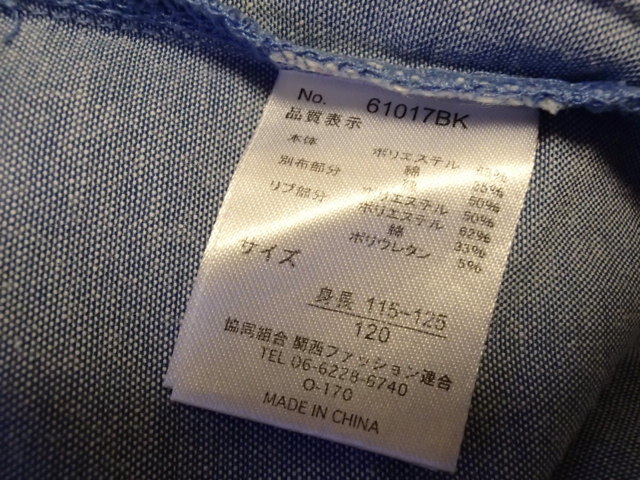 No. 61017BK
品質表示
本体 ポリエステル
綿 55%
別布部分 綿 50%
ポリエステル 50%
リブ部分 ポリエステル 62%
綿 33%
ポリウレタン 5%
サイズ
身長 115-125
120
協同組合 関西ファッション連合
TEL 06-6228-6740
O-170
MADE IN CHINA